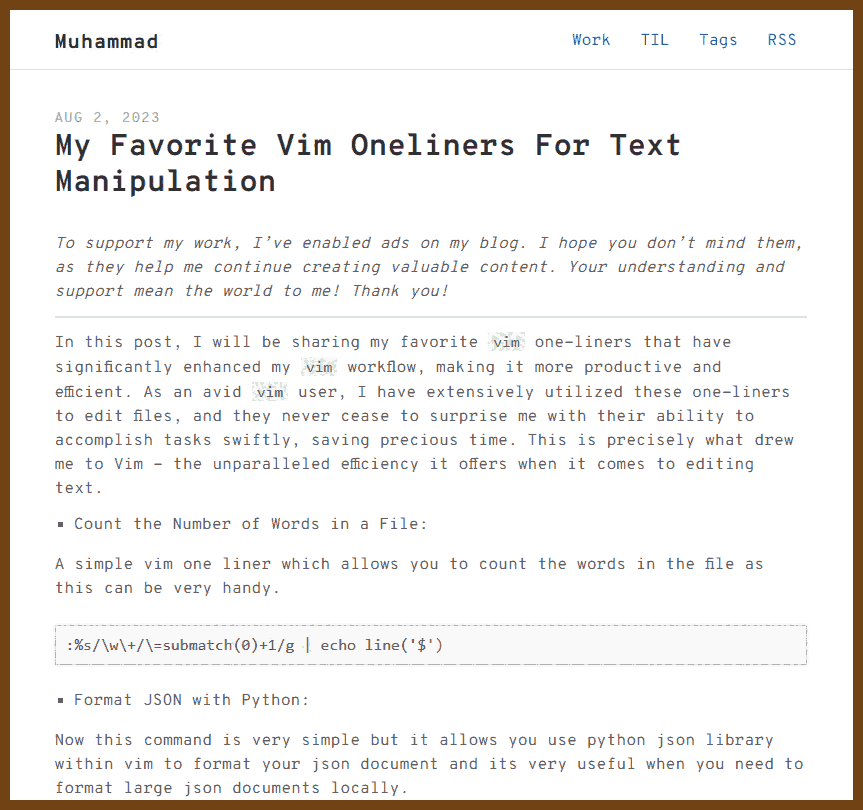 Muhammad
Work TIL Tags RSS
AUG 2, 2023
My Favorite Vim Oneliners For Text
Manipulation
To support my work, I’ve enabled ads on my blog. I hope you don’t mind them,
as they help me continue creating valuable content. Your understanding and
support mean the world to me! Thank you!
In this post, I will be sharing my favorite vim one-liners that have
significantly enhanced my vim workflow, making it more productive and
efficient. As an avid vim user, I have extensively utilized these one-liners
to edit files, and they never cease to surprise me with their ability to
accomplish tasks swiftly, saving precious time. This is precisely what drew
me to Vim – the unparalleled efficiency it offers when it comes to editing
text.
▪ Count the Number of Words in a File:
A simple vim one liner which allows you to count the words in the file as
this can be very handy.
:%s/\w\+/\=submatch(0)+1/g | echo line('$')
▪ Format JSON with Python:
Now this command is very simple but it allows you use python json library
within vim to format your json document and its very useful when you need to
format large json documents locally.